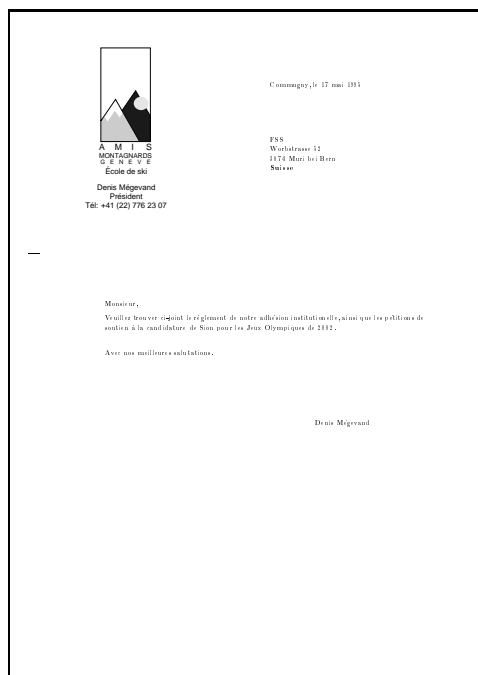 A M I S
MONTAGNARDS
G E N E V E
École de ski
Denis Mégevand
Président
Tél: +41 (22) 776 23 07
Commugny, le 17 mai 1995
FSS
Worbstrasse 52
3074 Muri bei Bern
Suisse
Monsieur,
Veuillez trouver ci-joint le règlement de notre adhésion institutionelle, ainsi que les pétitions de
soutien à la candidature de Sion pour les Jeux Olympiques de 2002.
Avec nos meilleures salutations.
Denis Mégevand